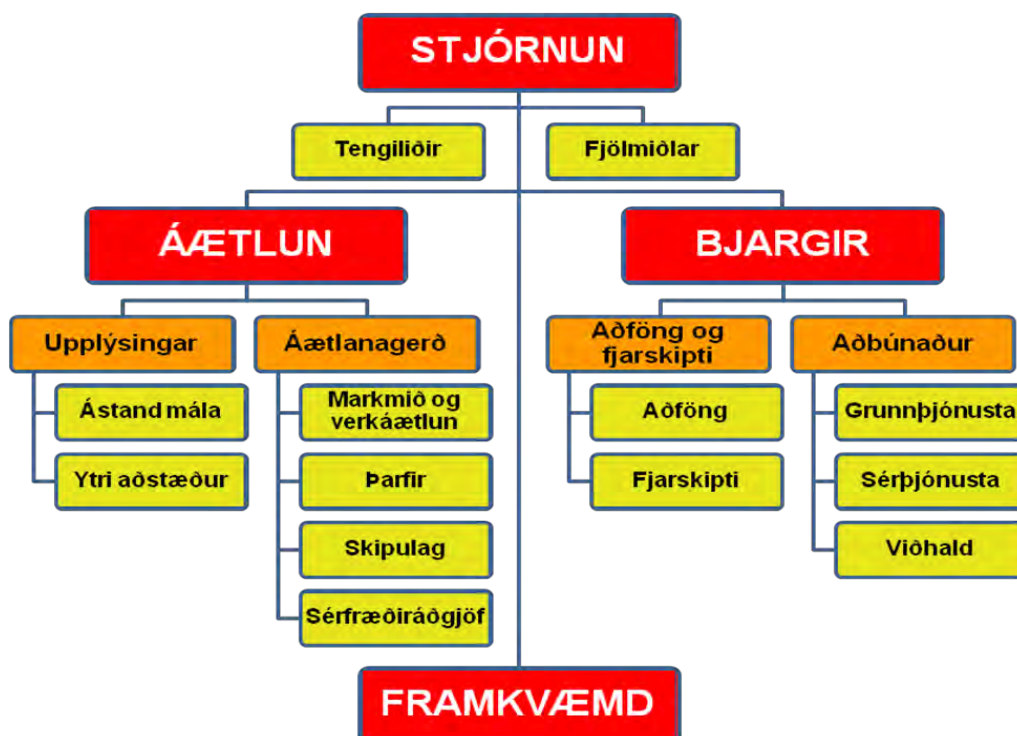 STJÓRNUN
Tengiliðir
Fjölmiðlar
ÁÆTLUN
BJARGIR
Upplýsingar
Áætlanagerð
Aðföng og
fjarskipti
Aðbúnaður
Ástand mála
Markmið og
verkáætlun
Aðföng
Grunnþjónusta
Ytri aðstæður
Þarfir
Fjarskipti
Sérþjónusta
Skipulag
Viðhald
Sérfræðiráðgjöf
FRAMKVÆMD